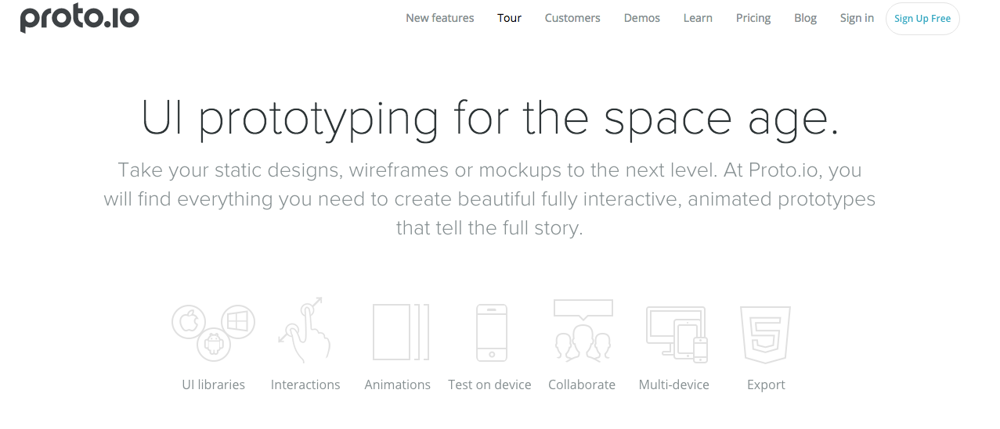 proto.io
New features Tour Customers Demos Learn Pricing Blog Sign in Sign Up Free
UI prototyping for the space age.
Take your static designs, wireframes or mockups to the next level. At Proto.io, you
will find everything you need to create beautiful fully interactive, animated prototypes
that tell the full story.
UI libraries Interactions Animations Test on device Collaborate Multi-device Export